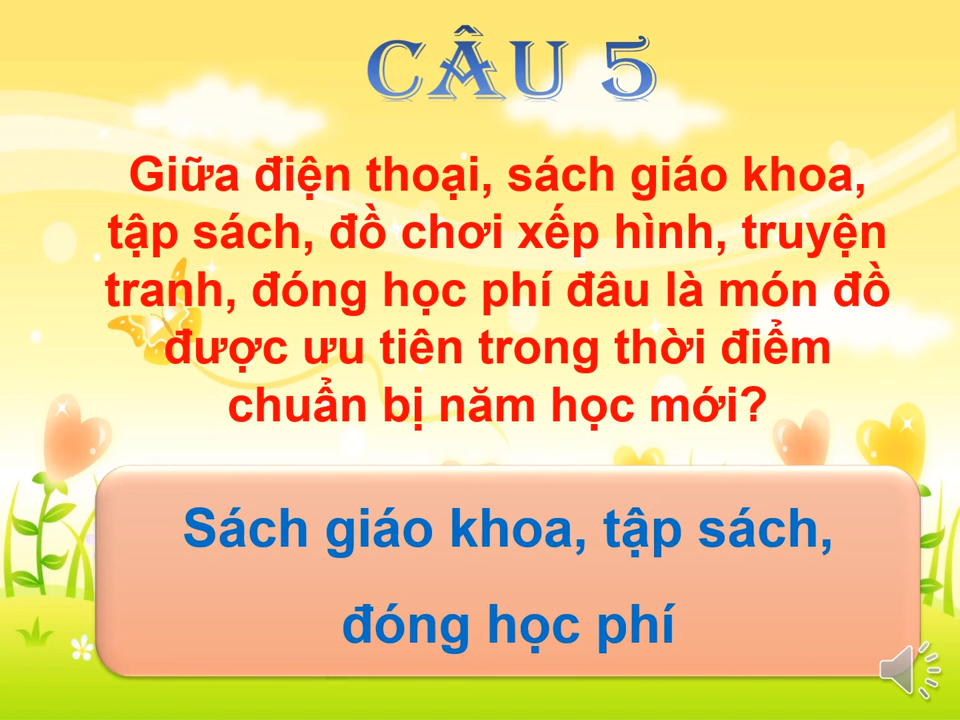 CÂU 5
Giữa điện thoại, sách giáo khoa,
tập sách, đồ chơi xếp hình, truyện
tranh, đóng học phí đâu là món đồ
được ưu tiên trong thời điểm
chuẩn bị năm học mới?
Sách giáo khoa, tập sách,
đóng học phí